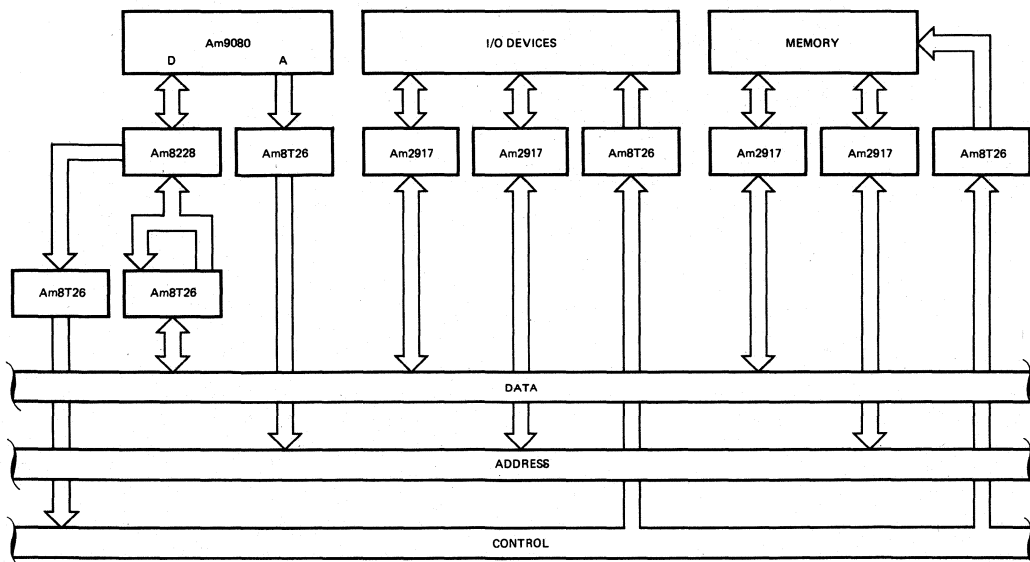 Am9080
D A
I/O DEVICES
MEMORY
Am8228
Am8T26
Am2917
Am2917
Am8T26
Am2917
Am2917
Am8T26
Am8T26
Am8T26
DATA
ADDRESS
CONTROL